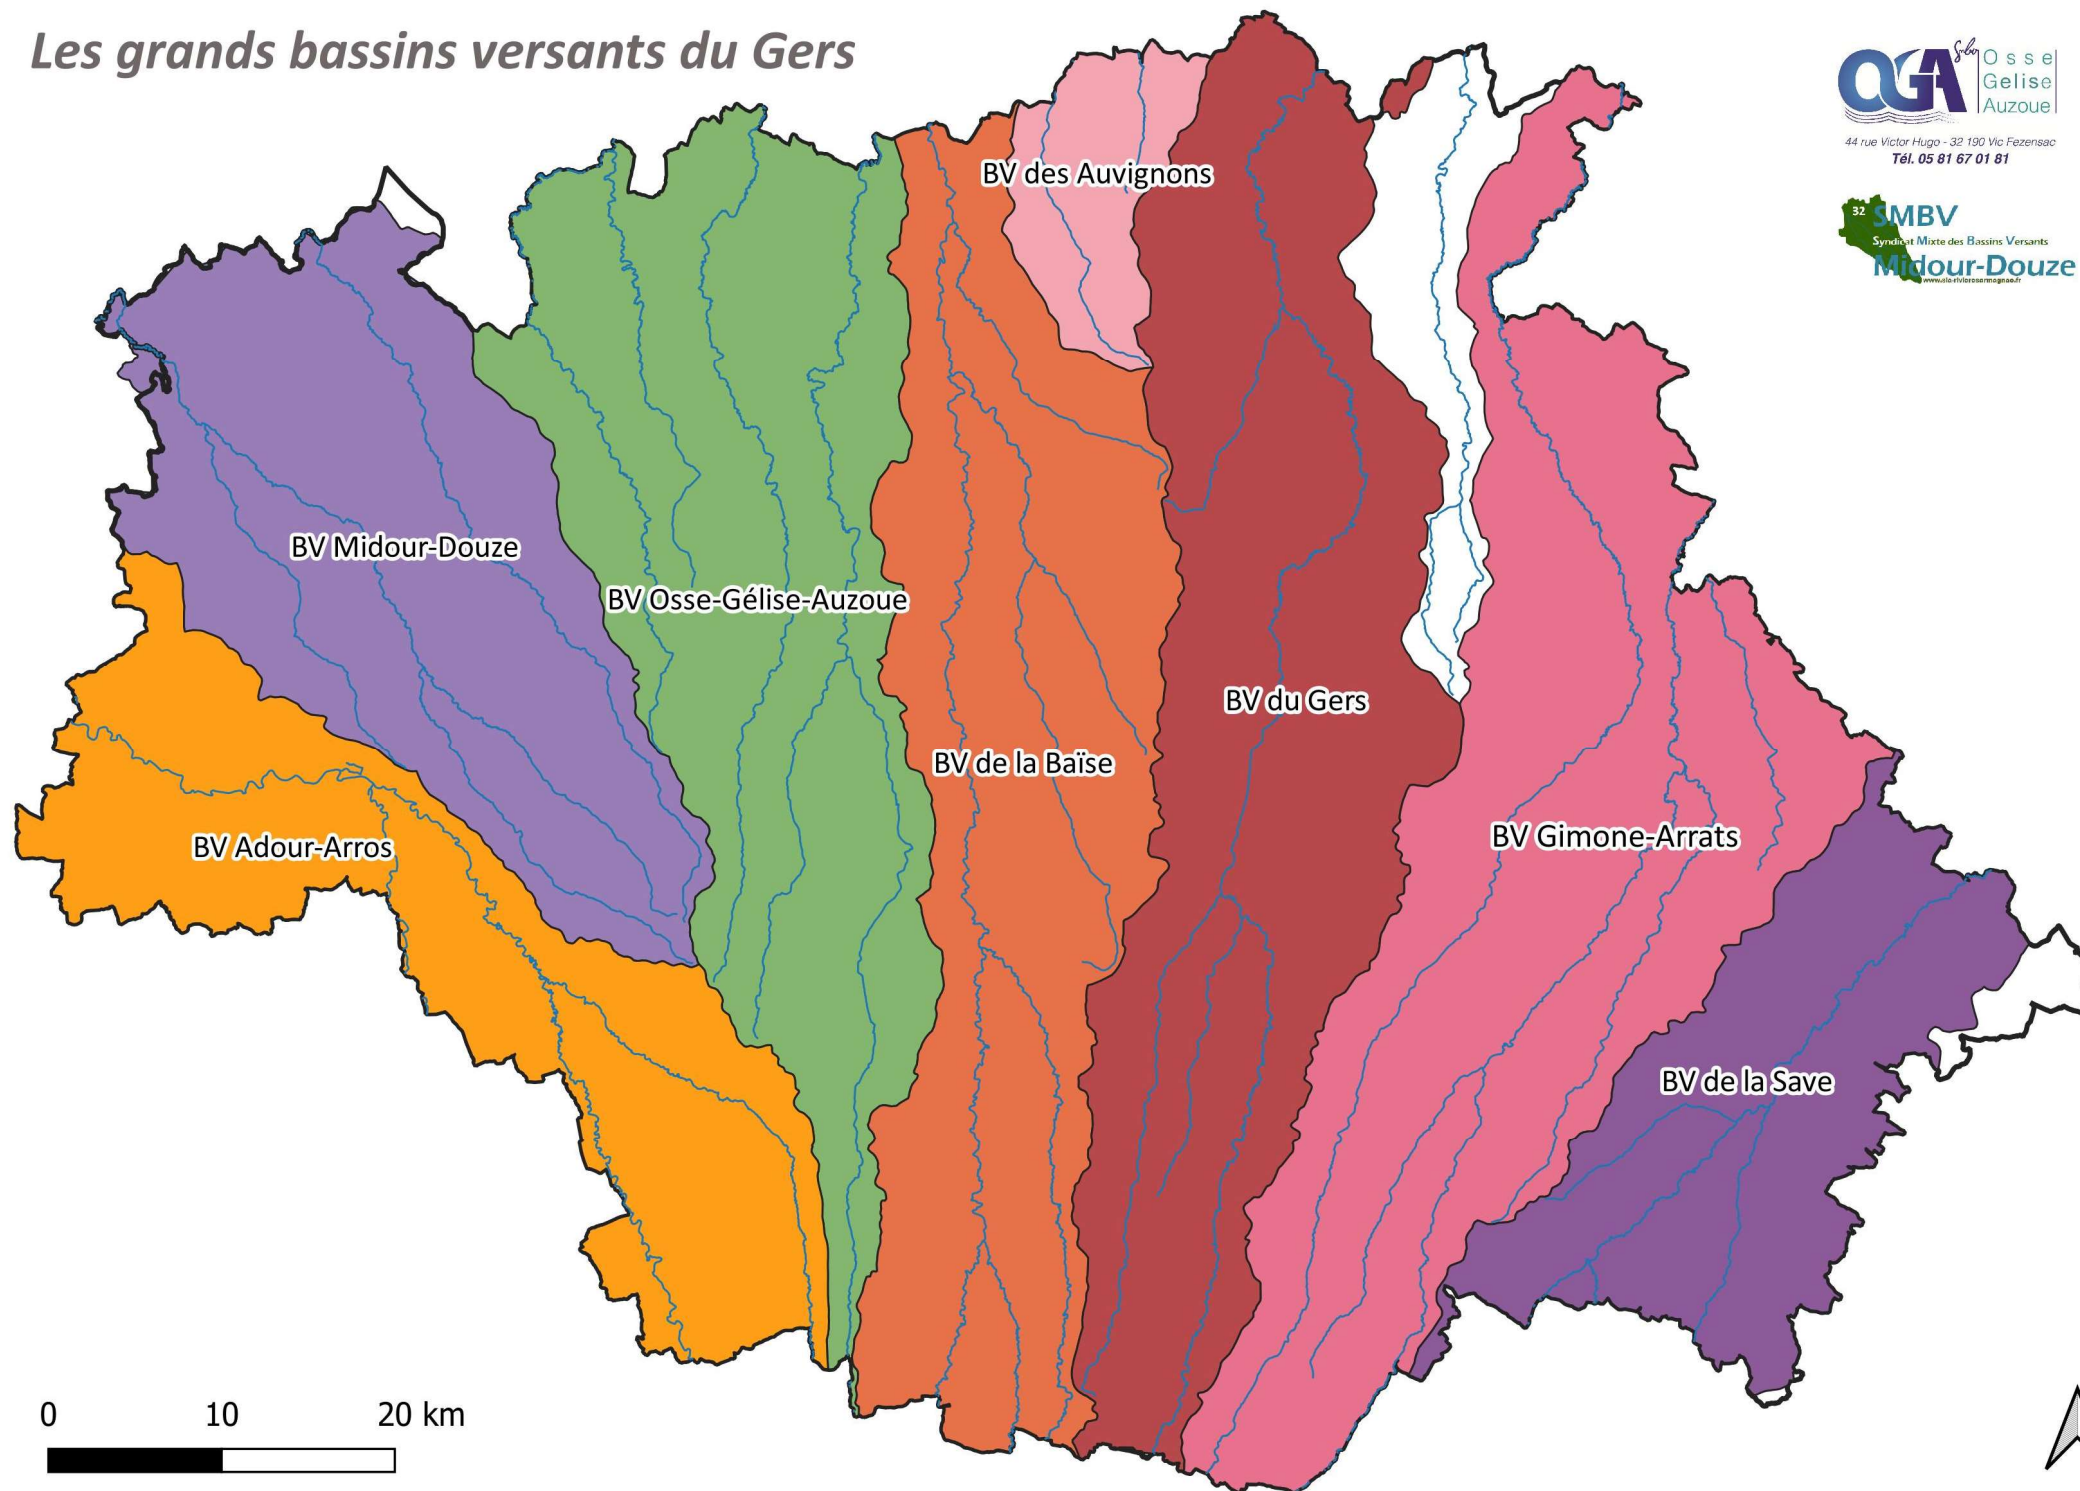 Les grands bassins versants du Gers
OGA
Smbv
Osse
Gelise
Auzoue
44 rue Victor Hugo - 32 190 Vic Fezensac
Tél. 05 81 67 01 81
32
SMBV
Syndicat Mixte des Bassins Versants
Midour-Douze
BV des Auvignons
BV Midour-Douze
BV Osse-Gélise-Auzoue
BV du Gers
BV de la Baïse
BV Gimone-Arrats
BV Adour-Arros
BV de la Save
0 10 20 km